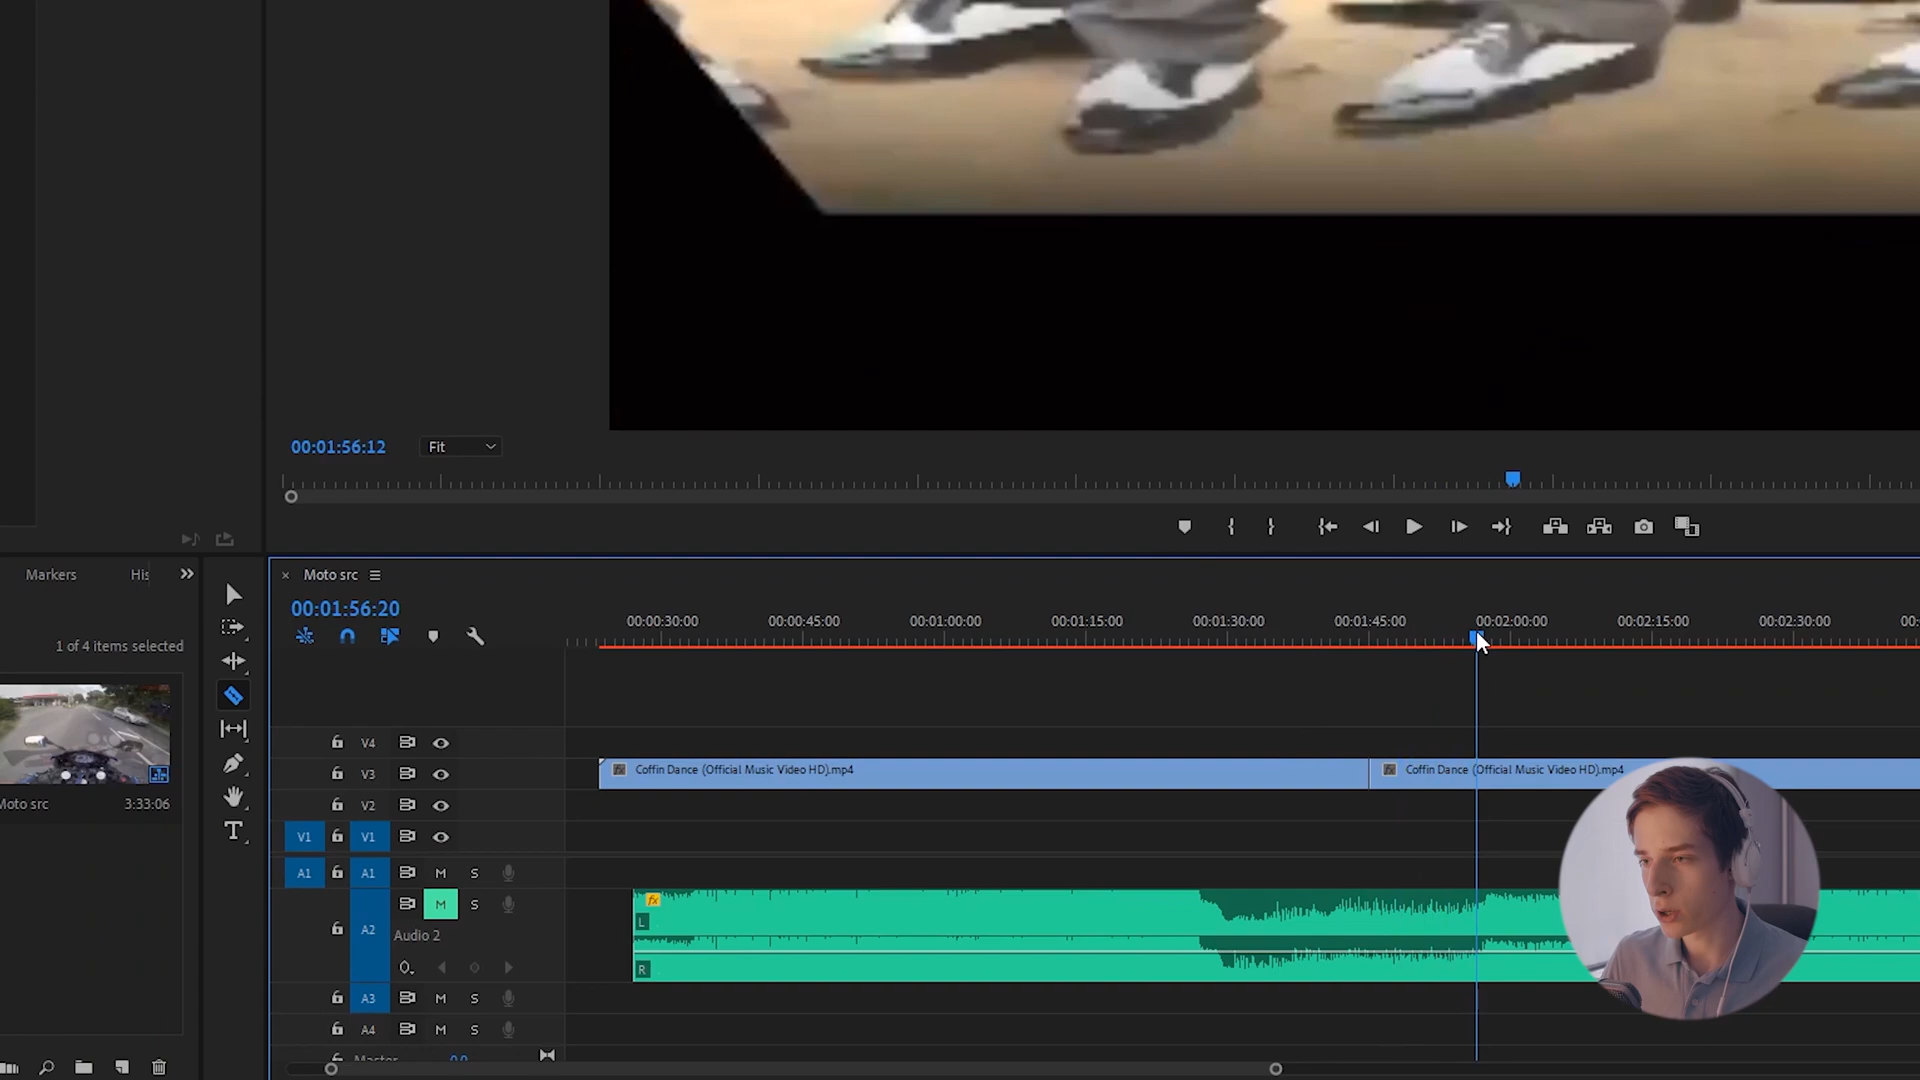 00:01:56:12
Fit
Markers
His
Moto src
00:01:56:20
00:00:30:00
00:00:45:00
00:01:00:00
00:01:15:00
00:01:30:00
00:01:45:00
00:02:00:00
00:02:15:00
00:02:30:00
00
1 of 4 items selected
V4
V3
Coffin Dance (Official Music Video HD).mp4
Coffin Dance (Official Music Video HD).mp4
V2
Moto src
3:33:06
V1
V1
A1
A1
M
S
M
S
fx
L
A2
Audio 2
R
A3
M
S
A4
M
S
Master
0.0